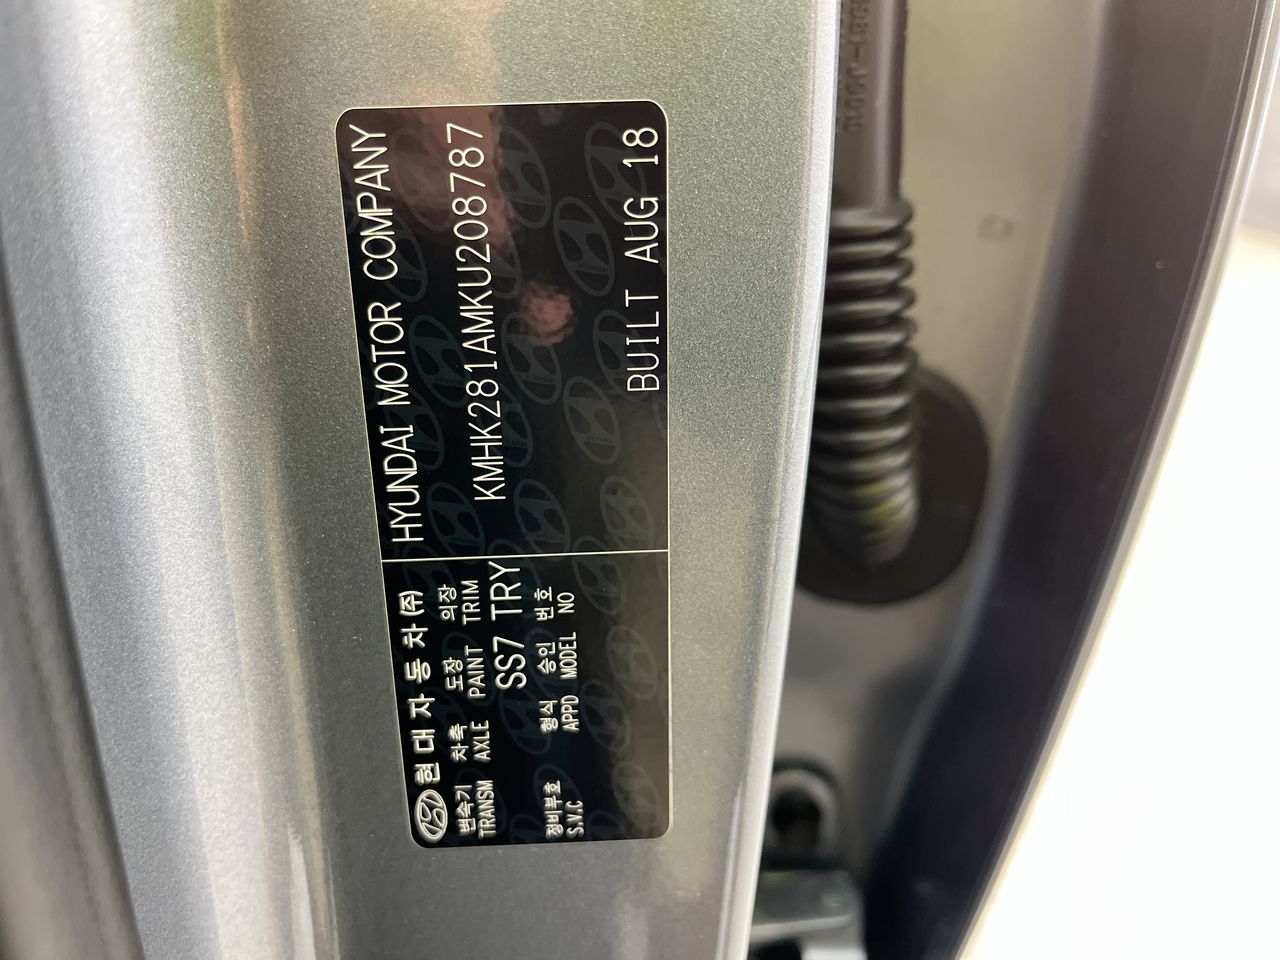 현대자동차(주)
HYUNDAI MOTOR COMPANY
변속기 차축 도장 의장
TRANSM AXLE PAINT TRIM
KMHK281AMKU208787
SS7 TRY
정비부호 형식 승인 번호
S.V.C APPD MODEL NO
BUILT AUG 18